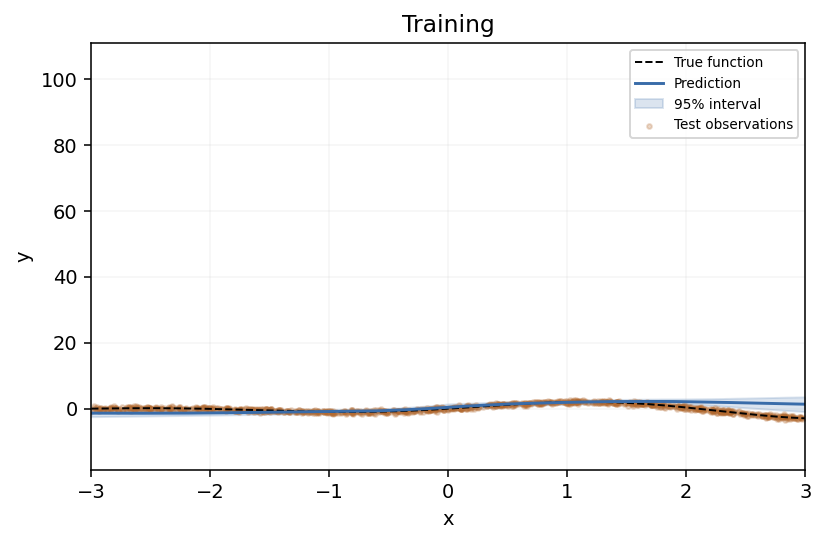 Training
True function
Prediction
95% interval
Test observations
100
80
60
40
20
0
y
−3 −2 −1 0 1 2 3
x